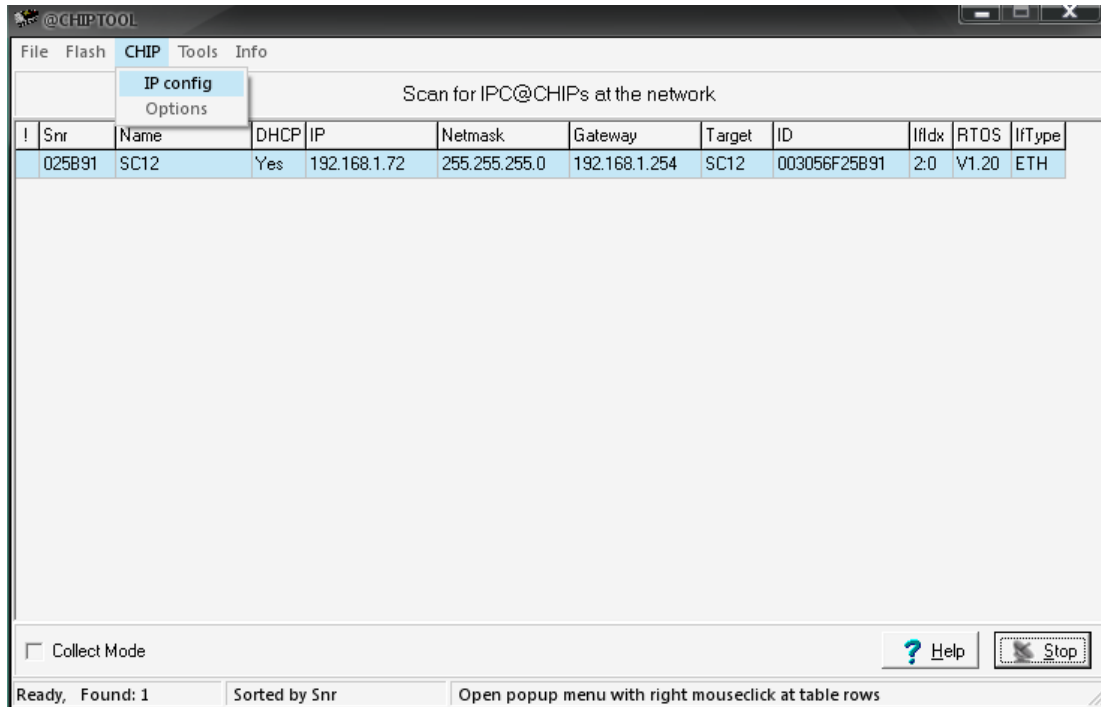 @CHIPTOOL
File Flash CHIP Tools Info
IP config
Options
Scan for IPC@CHIPs at the network
! Snr Name DHCP IP Netmask Gateway Target ID IfIdx RTOS IfType
025B91 SC12 Yes 192.168.1.72 255.255.255.0 192.168.1.254 SC12 003056F25B91 2:0 V1.20 ETH
Collect Mode
? Help Stop
Ready, Found: 1 Sorted by Snr Open popup menu with right mouseclick at table rows